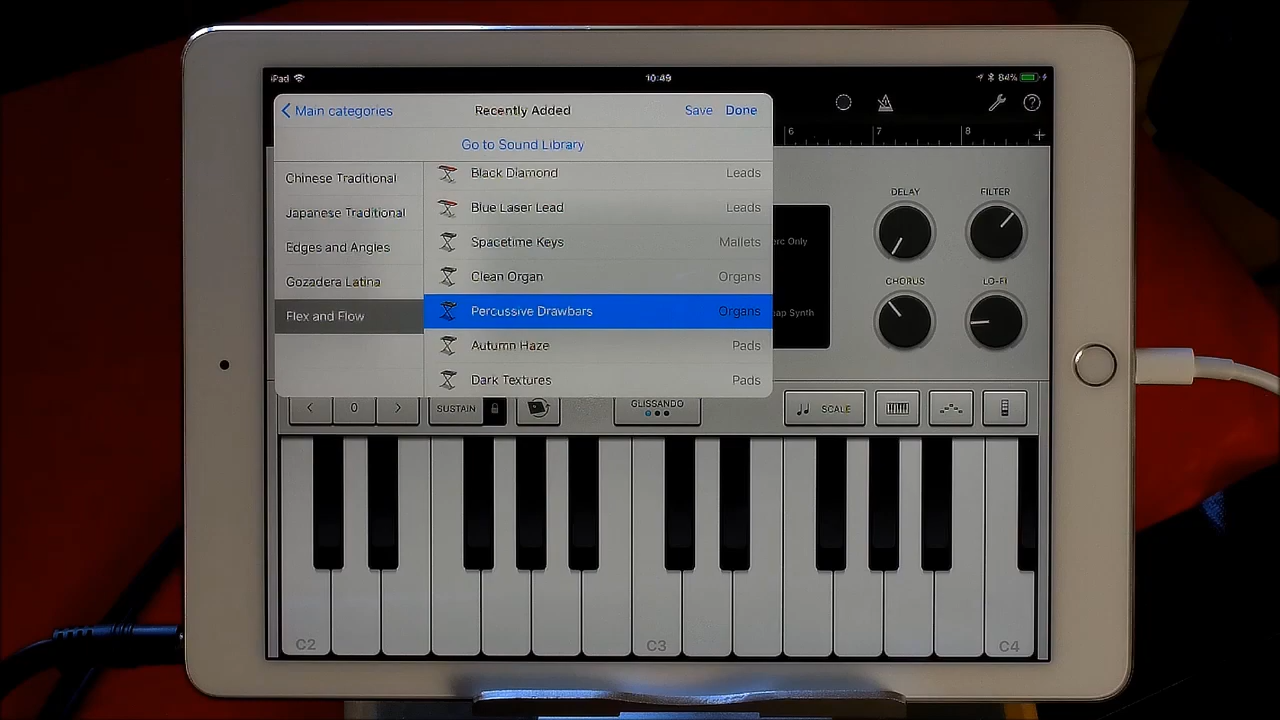 iPad 10:49 84%
Main categories Recently Added Save Done
Go to Sound Library
6 7 8 +
Chinese Traditional
Japanese Traditional
Edges and Angles
Gozadera Latina
Flex and Flow
Black Diamond Leads
Blue Laser Lead Leads
Spacetime Keys Mallets
Clean Organ Organs
Percussive Drawbars Organs
Autumn Haze Pads
Dark Textures Pads
erc Only
ap Synth
DELAY FILTER
CHORUS LO-FI
< 0 > SUSTAIN GLISSANDO SCALE
C2 C3 C4
?